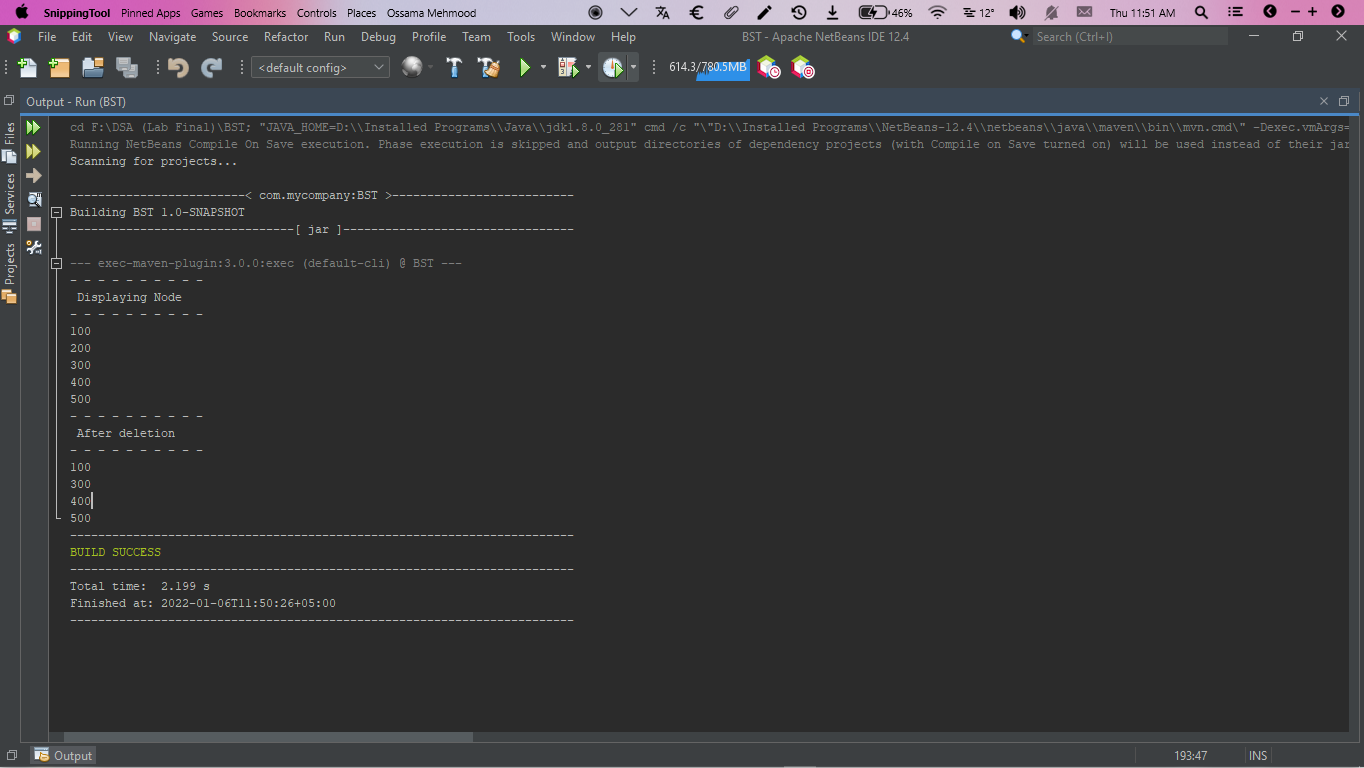 SnippingTool Pinned Apps Games Bookmarks Controls Places Ossama Mehmood 46% 12° Thu 11:51 AM
File Edit View Navigate Source Refactor Run Debug Profile Team Tools Window Help BST - Apache NetBeans IDE 12.4 Search (Ctrl+I)
<default config> 614.3/780.5MB
Output - Run (BST)
Files
Services
Projects
cd F:\DSA (Lab Final)\BST; "JAVA_HOME=D:\\Installed Programs\\Java\\jdk1.8.0_281" cmd /c "\"D:\\Installed Programs\\NetBeans-12.4\\netbeans\\java\\maven\\bin\\mvn.cmd\" -Dexec.vmArgs=
Running NetBeans Compile On Save execution. Phase execution is skipped and output directories of dependency projects (with Compile on Save turned on) will be used instead of their jar
Scanning for projects...
-------------------------< com.mycompany:BST >--------------------------
Building BST 1.0-SNAPSHOT
--------------------------------[ jar ]---------------------------------
--- exec-maven-plugin:3.0.0:exec (default-cli) @ BST ---
- - - - - - - - - -
Displaying Node
- - - - - - - - - -
100
200
300
400
500
- - - - - - - - - -
After deletion
- - - - - - - - - -
100
300
400
500
------------------------------------------------------------------------
BUILD SUCCESS
------------------------------------------------------------------------
Total time:  2.199 s
Finished at: 2022-01-06T11:50:26+05:00
------------------------------------------------------------------------
Output 193:47 INS